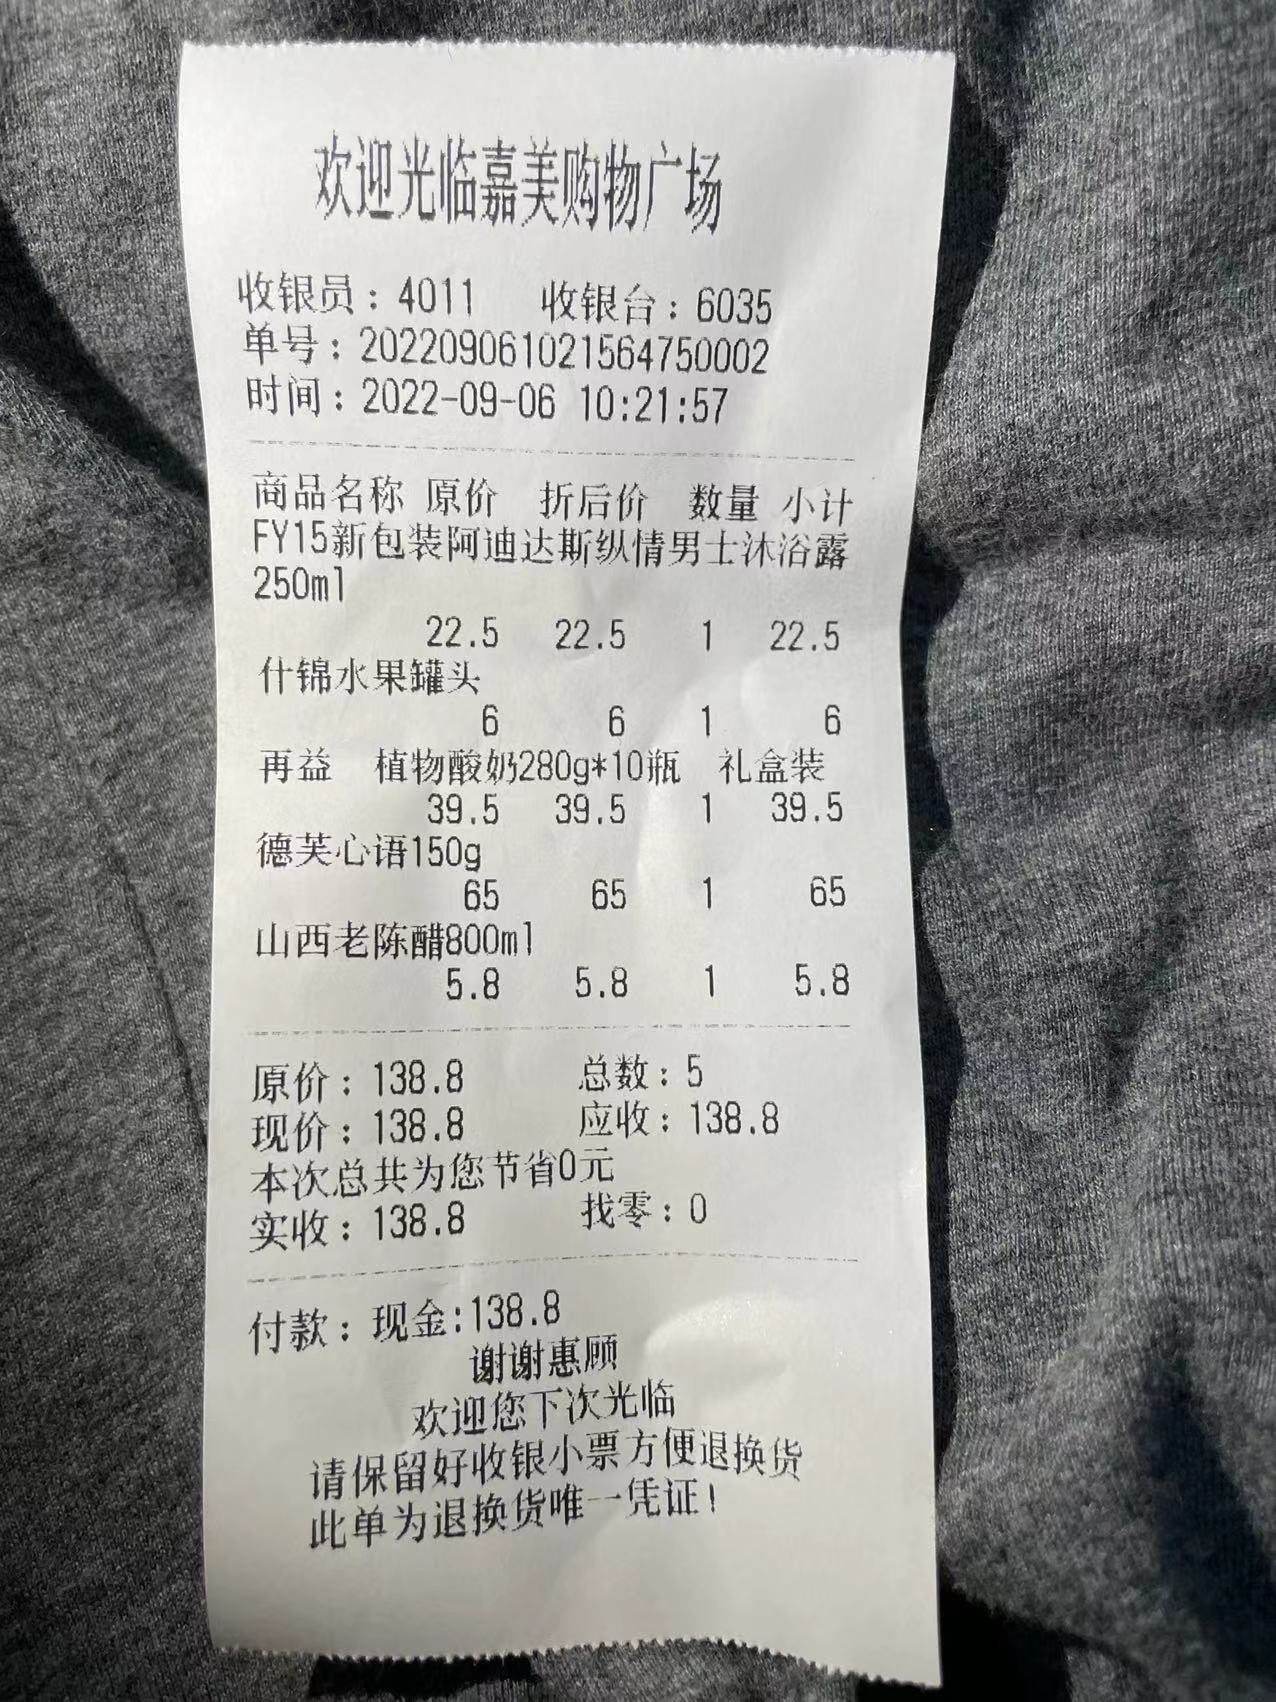 欢迎光临嘉美购物广场
收银员：4011 收银台：6035
单号：202209061021564750002
时间：2022-09-06 10:21:57
商品名称 原价 折后价 数量 小计
FY15新包装阿迪达斯纵情男士沐浴露
250ml
22.5 22.5 1 22.5
什锦水果罐头
6 6 1 6
再益 植物酸奶280g*10瓶 礼盒装
39.5 39.5 1 39.5
德芙心语150g
65 65 1 65
山西老陈醋800ml
5.8 5.8 1 5.8
原价：138.8 总数：5
现价：138.8 应收：138.8
本次总共为您节省0元
实收：138.8 找零：0
付款：现金:138.8
谢谢惠顾
欢迎您下次光临
请保留好收银小票方便退换货
此单为退换货唯一凭证！